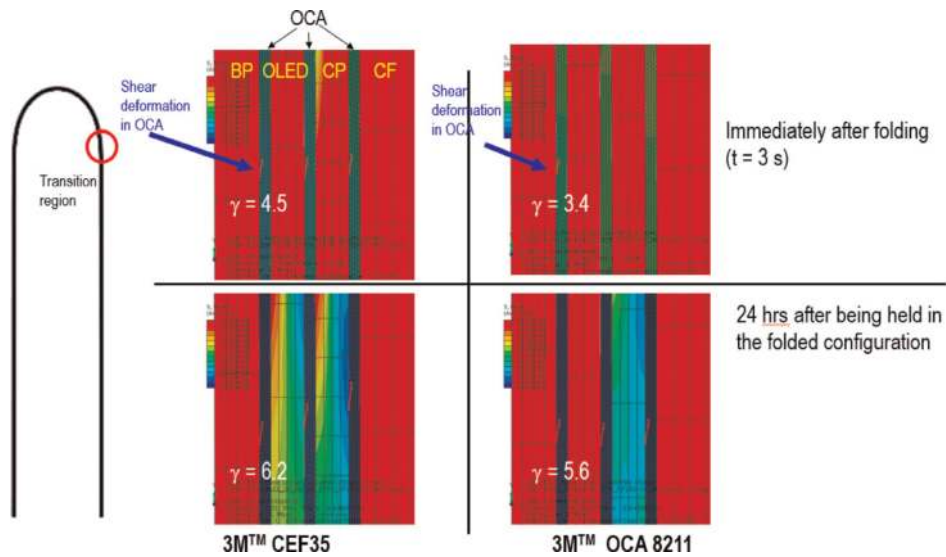 OCA
BP OLED CP CF
Shear
deformation
in OCA
γ = 4.5
Transition
region
Shear
deformation
in OCA
γ = 3.4
Immediately after folding
(t = 3 s)
γ = 6.2
γ = 5.6
24 hrs after being held in
the folded configuration
3M™ CEF35
3M™ OCA 8211